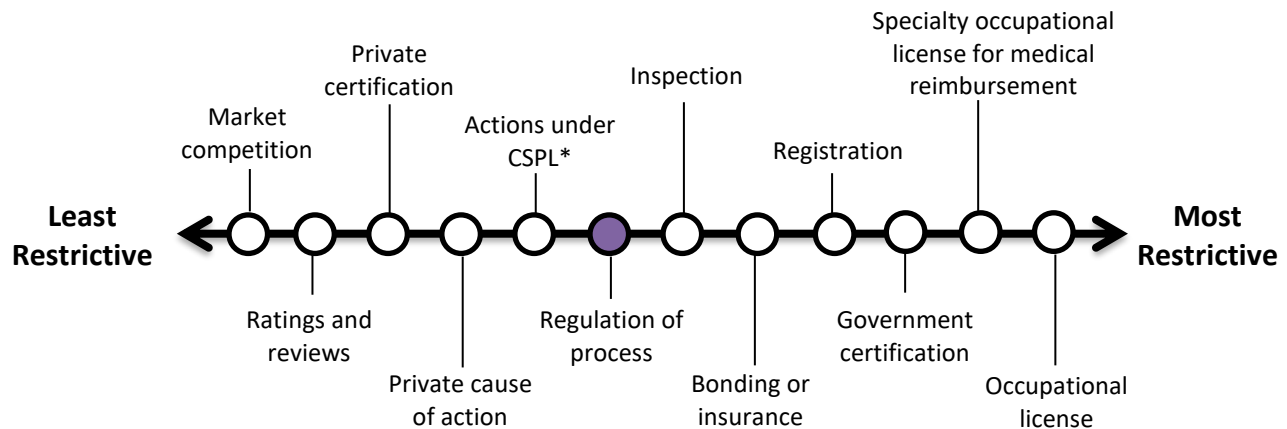 Specialty occupational
license for medical
reimbursement
Private
certification
Inspection
Market
competition
Actions under
CSPL*
Registration
Least
Restrictive
Most
Restrictive
Ratings and
reviews
Regulation of
process
Government
certification
Private cause
of action
Bonding or
insurance
Occupational
license